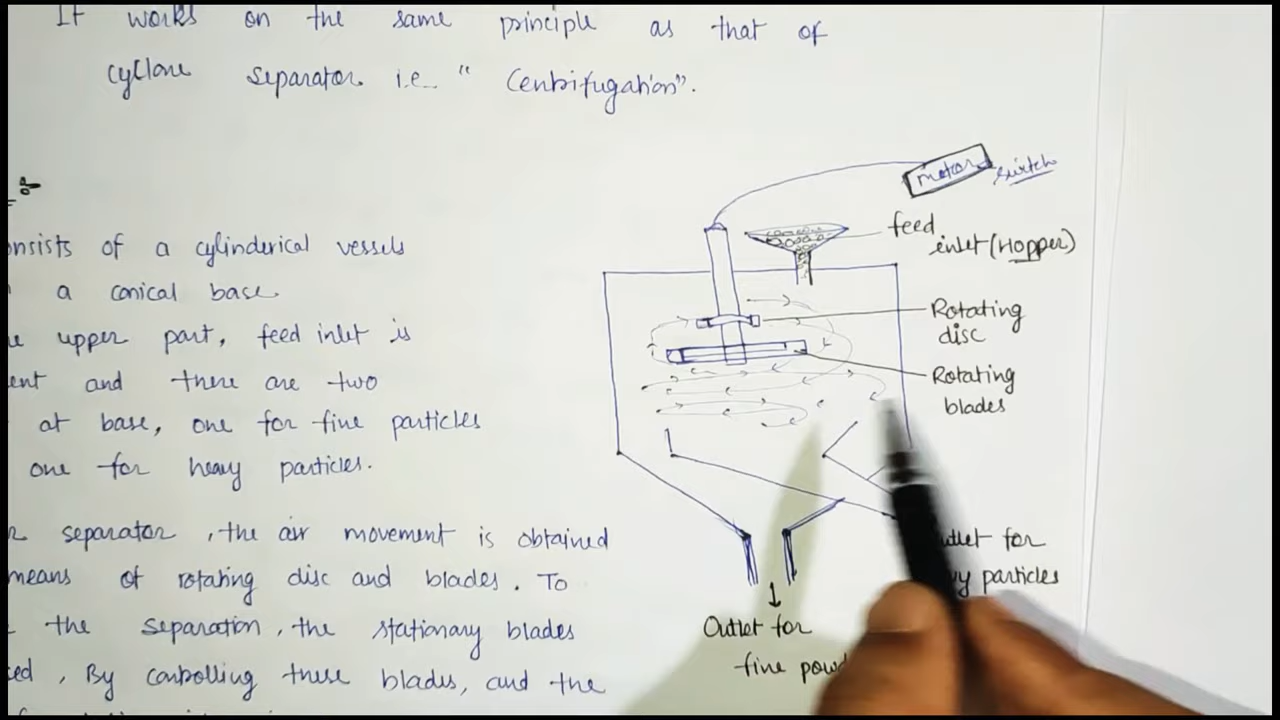 It works on the same principle as that of
cyclone separator i.e. " Centrifugation".
onsists of a cylinderical vessels
a conical base.
upper part, feed inlet is
ent and there are two
at base, one for fine particles
one for heavy particles.
separator, the air movement is obtained
means of rotating disc and blades. To
the separation, the stationary blades
ced, By controlling these blades, and the
motor
switch
feed
inlet (Hopper)
Rotating
disc
Rotating
blades
utlet for
vy particles
Outlet for
fine powd